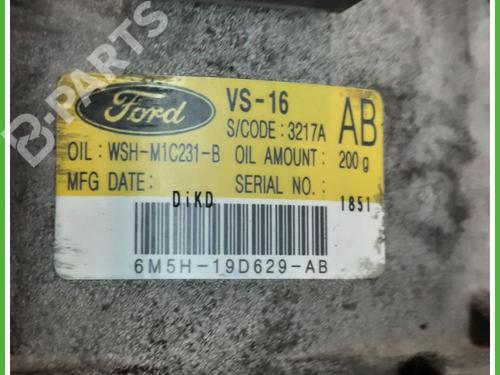 B-PARTS
Ford
VS-16
AB
S/CODE : 3217A
OIL : WSH-M1C231-B OIL AMOUNT : 200 g
MFG DATE : SERIAL NO. :
DiKD 1851
6M5H-19D629-AB